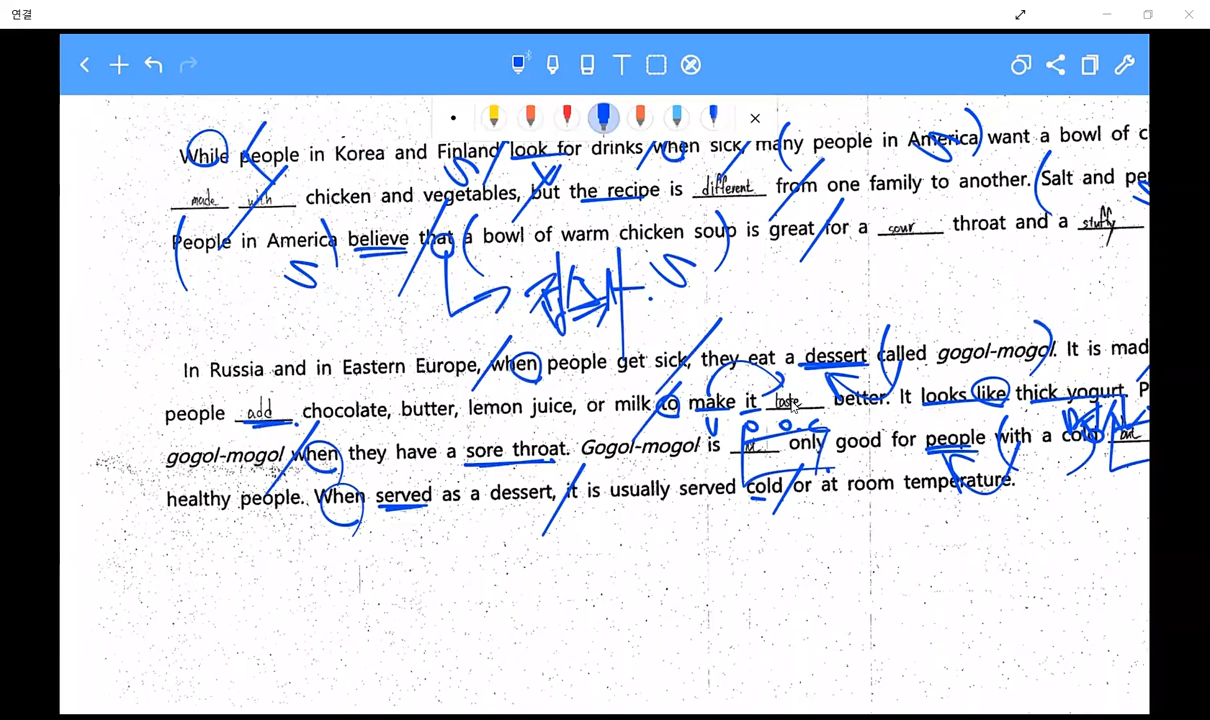 연결
While people in Korea and Finland look for drinks when sick, many people in America want a bowl of
made with chicken and vegetables, but the recipe is different from one family to another. Salt and
People in America believe that a bowl of warm chicken soup is great for a sour throat and a stuffy
S V S
S V
S S
접속사.
In Russia and in Eastern Europe, when people get sick, they eat a dessert called gogol-mogol. It is
people add chocolate, butter, lemon juice, or milk to make it taste better. It looks like thick yogurt.
V O O.C
gogol-mogol when they have a sore throat. Gogol-mogol is only good for people with a cold but
healthy people. When served as a dessert, it is usually served cold or at room temperature.